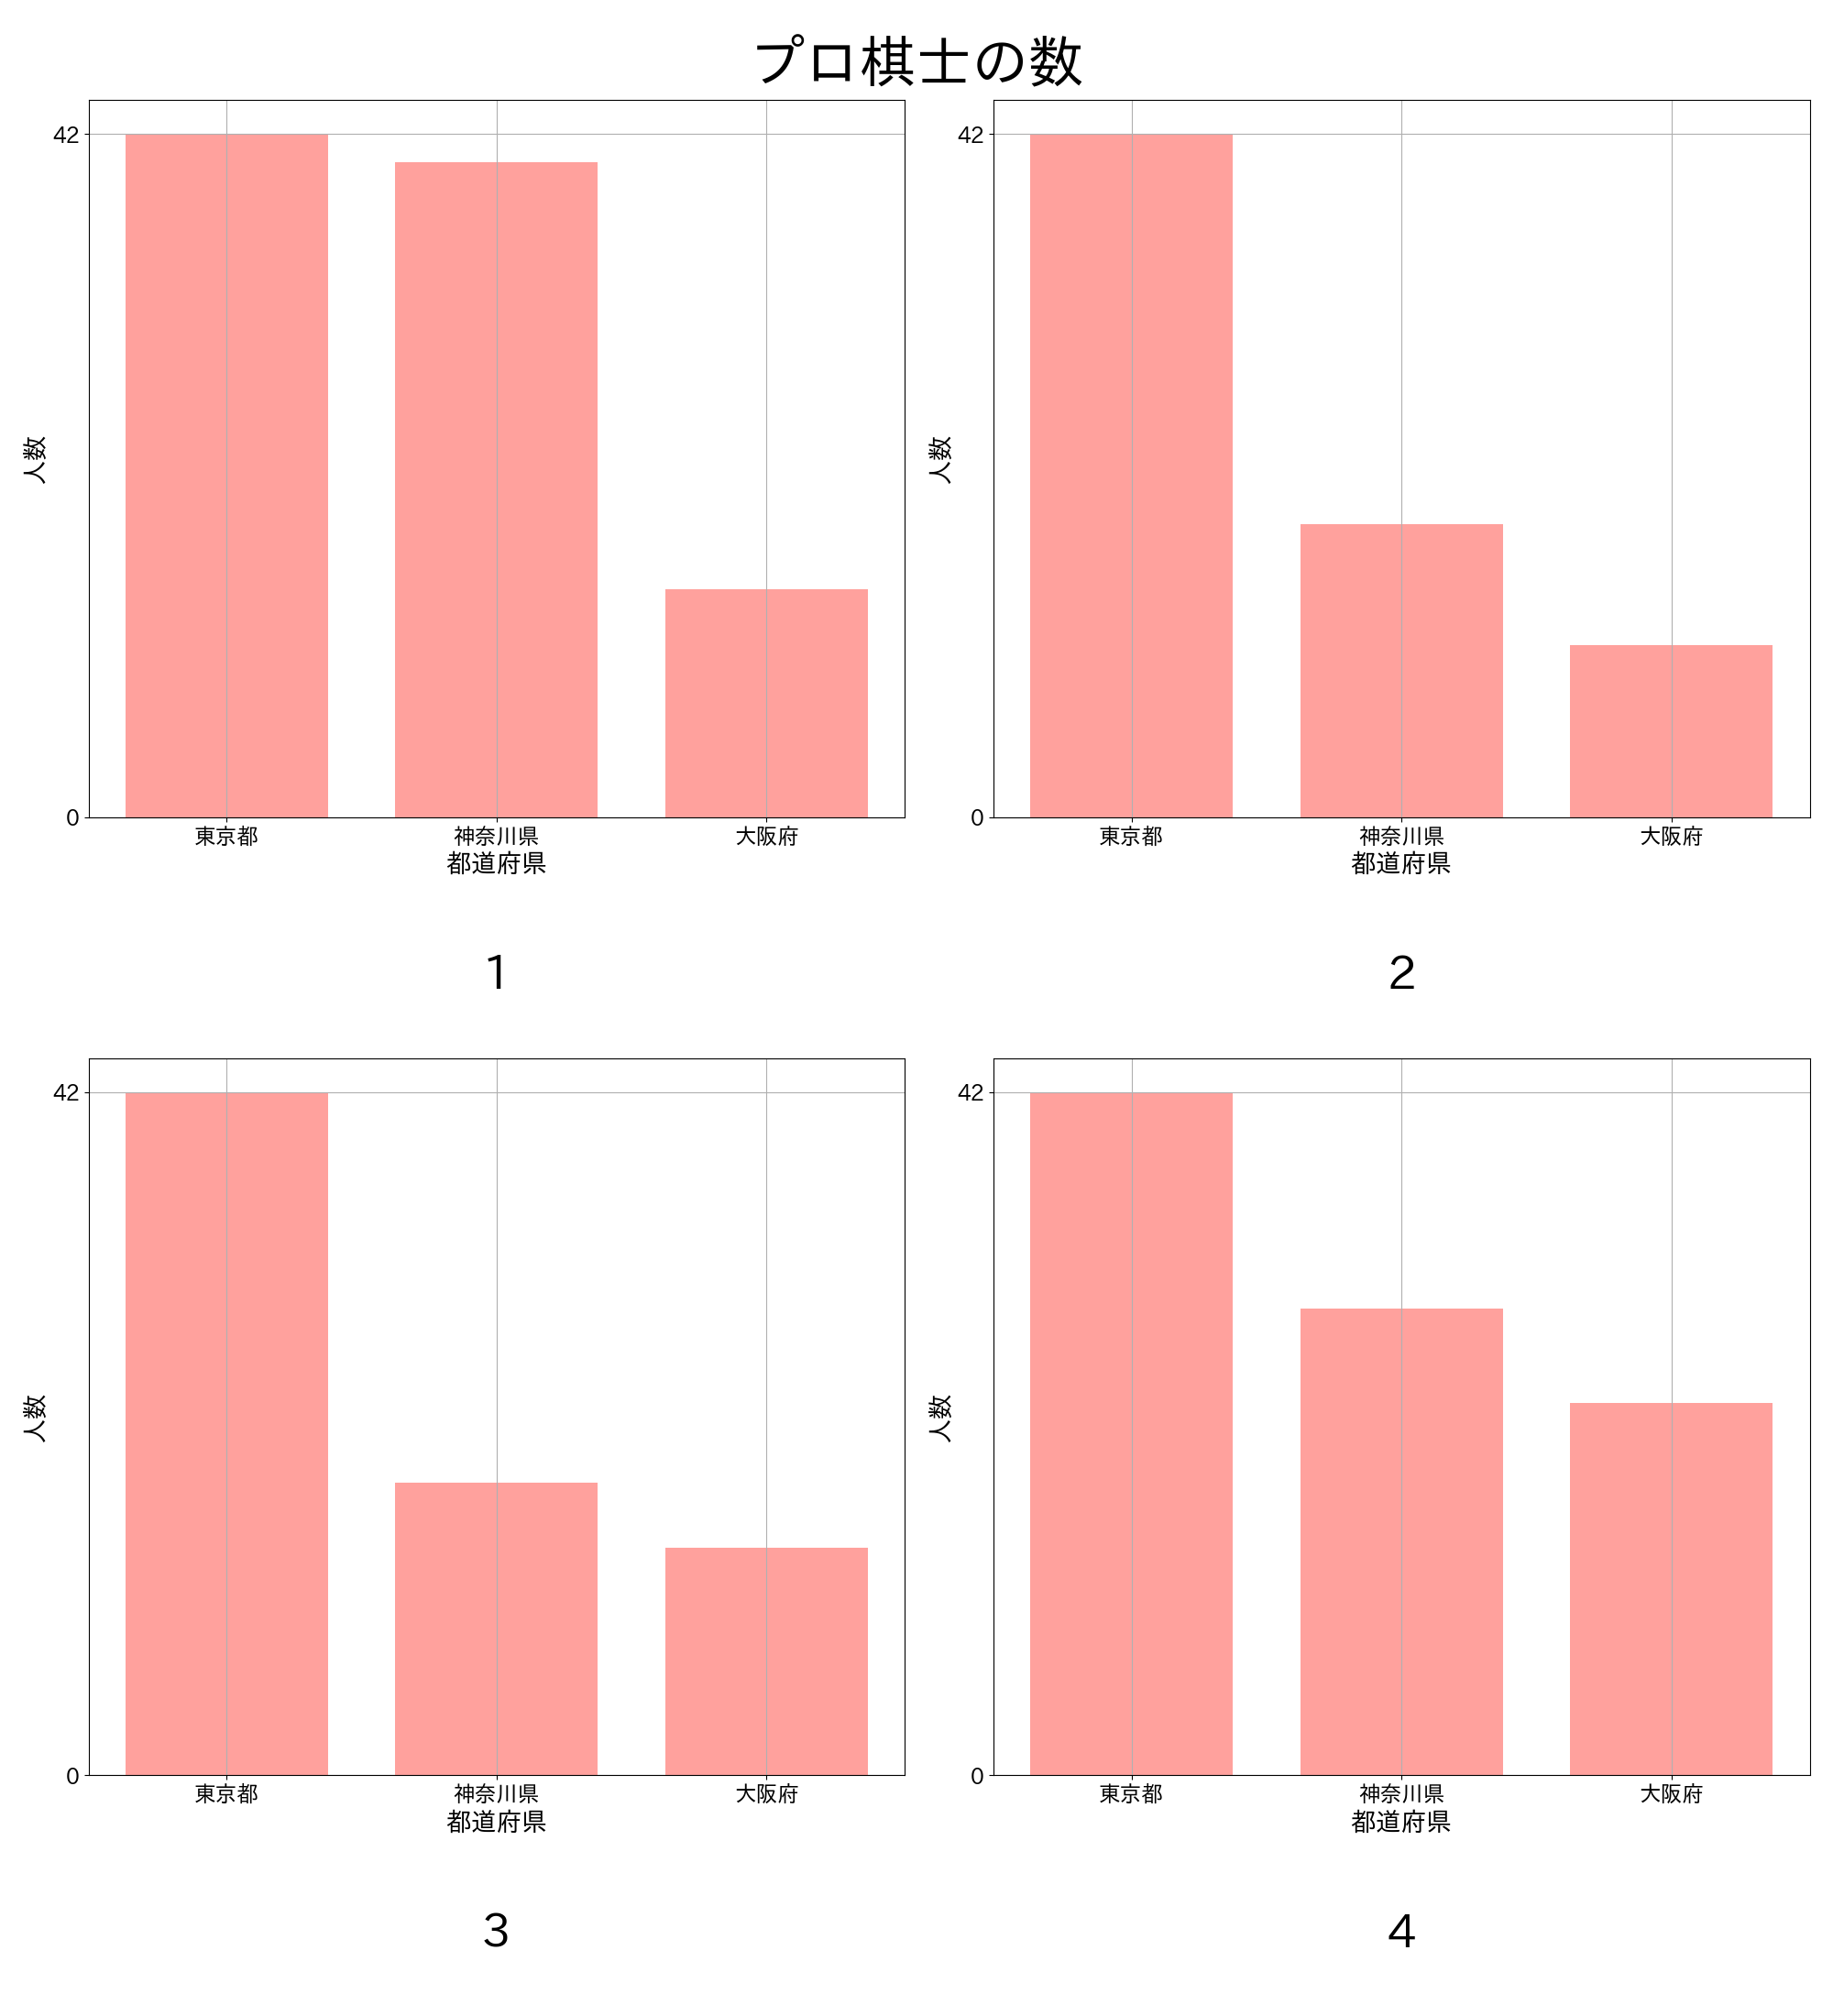 プロ棋士の数
42
0
人数
東京都 神奈川県 大阪府
都道府県
1
42
0
人数
東京都 神奈川県 大阪府
都道府県
2
42
0
人数
東京都 神奈川県 大阪府
都道府県
3
42
0
人数
東京都 神奈川県 大阪府
都道府県
4